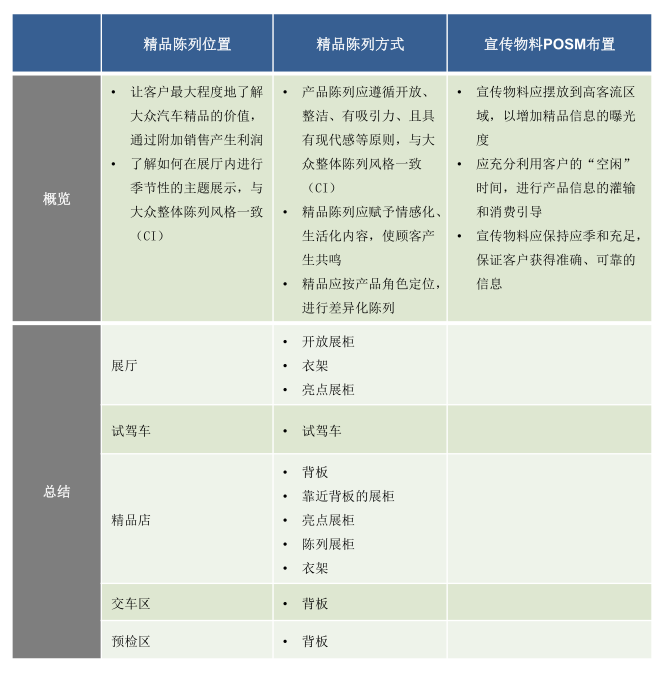 精品陈列位置
精品陈列方式
宣传物料POSM布置
概览
• 让客户最大程度地了解
大众汽车精品的价值，
通过附加销售产生利润
• 了解如何在展厅内进行
季节性的主题展示，与
大众整体陈列风格一致
（CI）
• 产品陈列应遵循开放、
整洁、有吸引力、且具
有现代感等原则，与大
众整体陈列风格一致
（CI）
• 精品陈列应赋予情感化、
生活化内容，使顾客产
生共鸣
• 精品应按产品角色定位，
进行差异化陈列
• 宣传物料应摆放到高客流区
域，以增加精品信息的曝光
度
• 应充分利用客户的“空闲”
时间，进行产品信息的灌输
和消费引导
• 宣传物料应保持应季和充足，
保证客户获得准确、可靠的
信息
总结
展厅
• 开放展柜
• 衣架
• 亮点展柜
试驾车
• 试驾车
精品店
• 背板
• 靠近背板的展柜
• 亮点展柜
• 陈列展柜
• 衣架
交车区
• 背板
预检区
• 背板